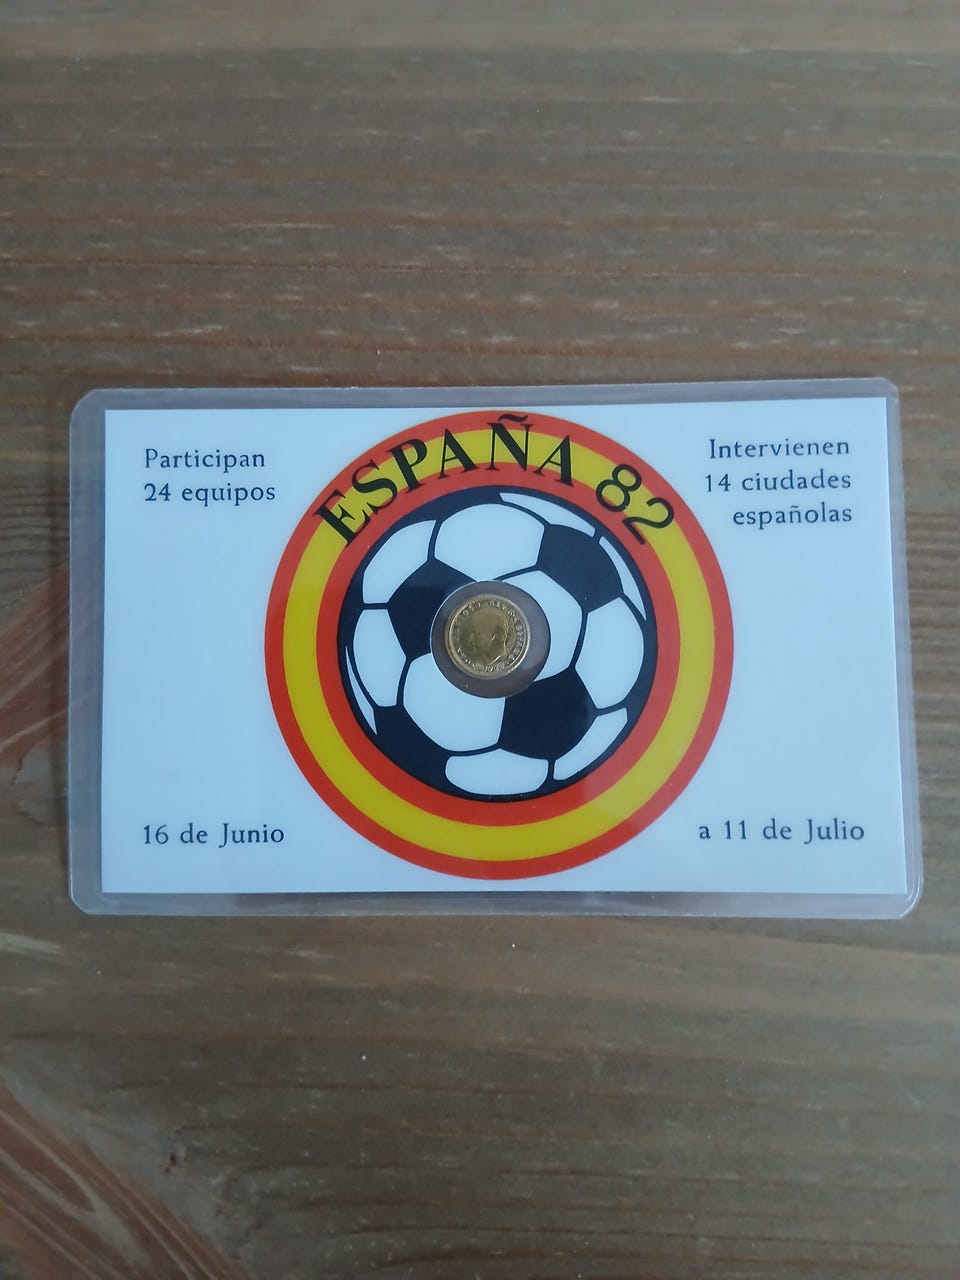 ESPAÑA 82
Participan
24 equipos
Intervienen
14 ciudades
españolas
16 de Junio
a 11 de Julio